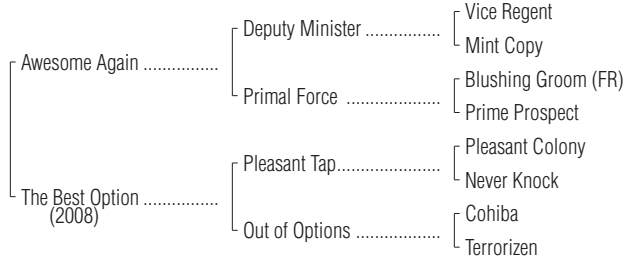 Vice Regent
Deputy Minister ..................
Mint Copy
Awesome Again ...............
Blushing Groom (FR)
Primal Force ....................
Prime Prospect
Pleasant Colony
Pleasant Tap.....................
Never Knock
The Best Option ...............
(2008)
Cohiba
Out of Options .................
Terrorizen